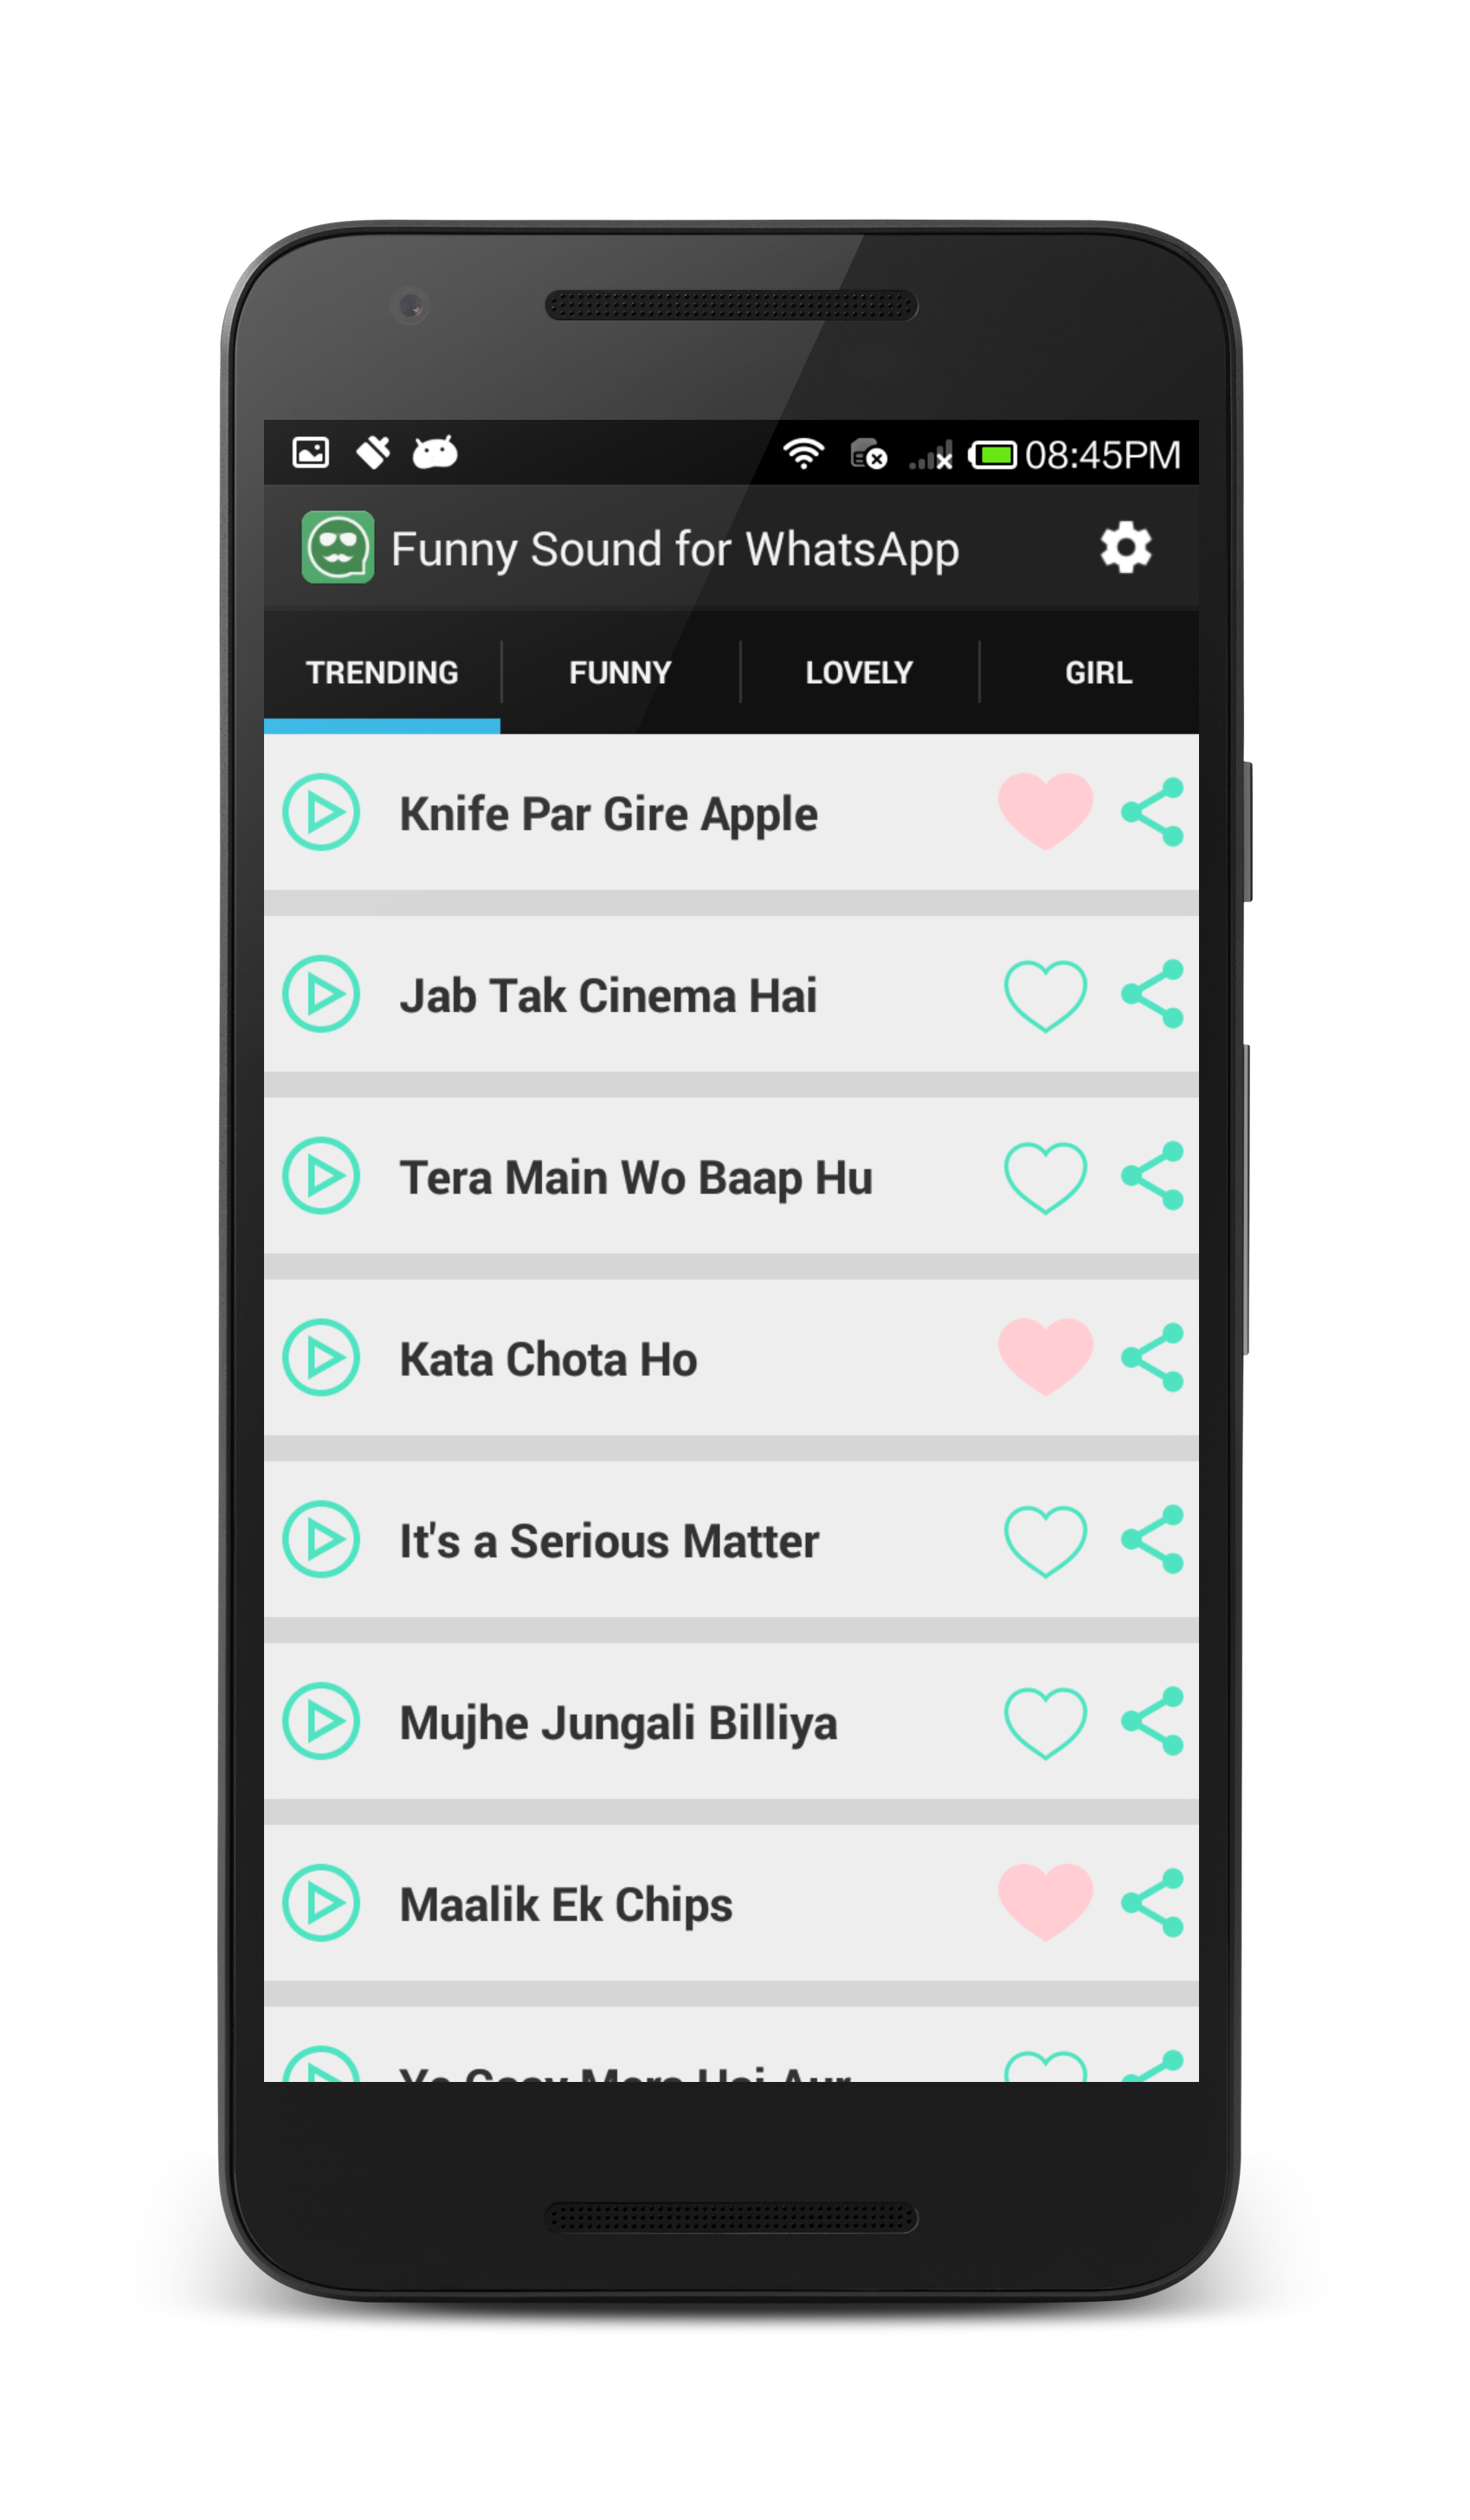 08:45PM
Funny Sound for WhatsApp
TRENDING
FUNNY
LOVELY
GIRL
Knife Par Gire Apple
Jab Tak Cinema Hai
Tera Main Wo Baap Hu
Kata Chota Ho
It's a Serious Matter
Mujhe Jungali Billiya
Maalik Ek Chips